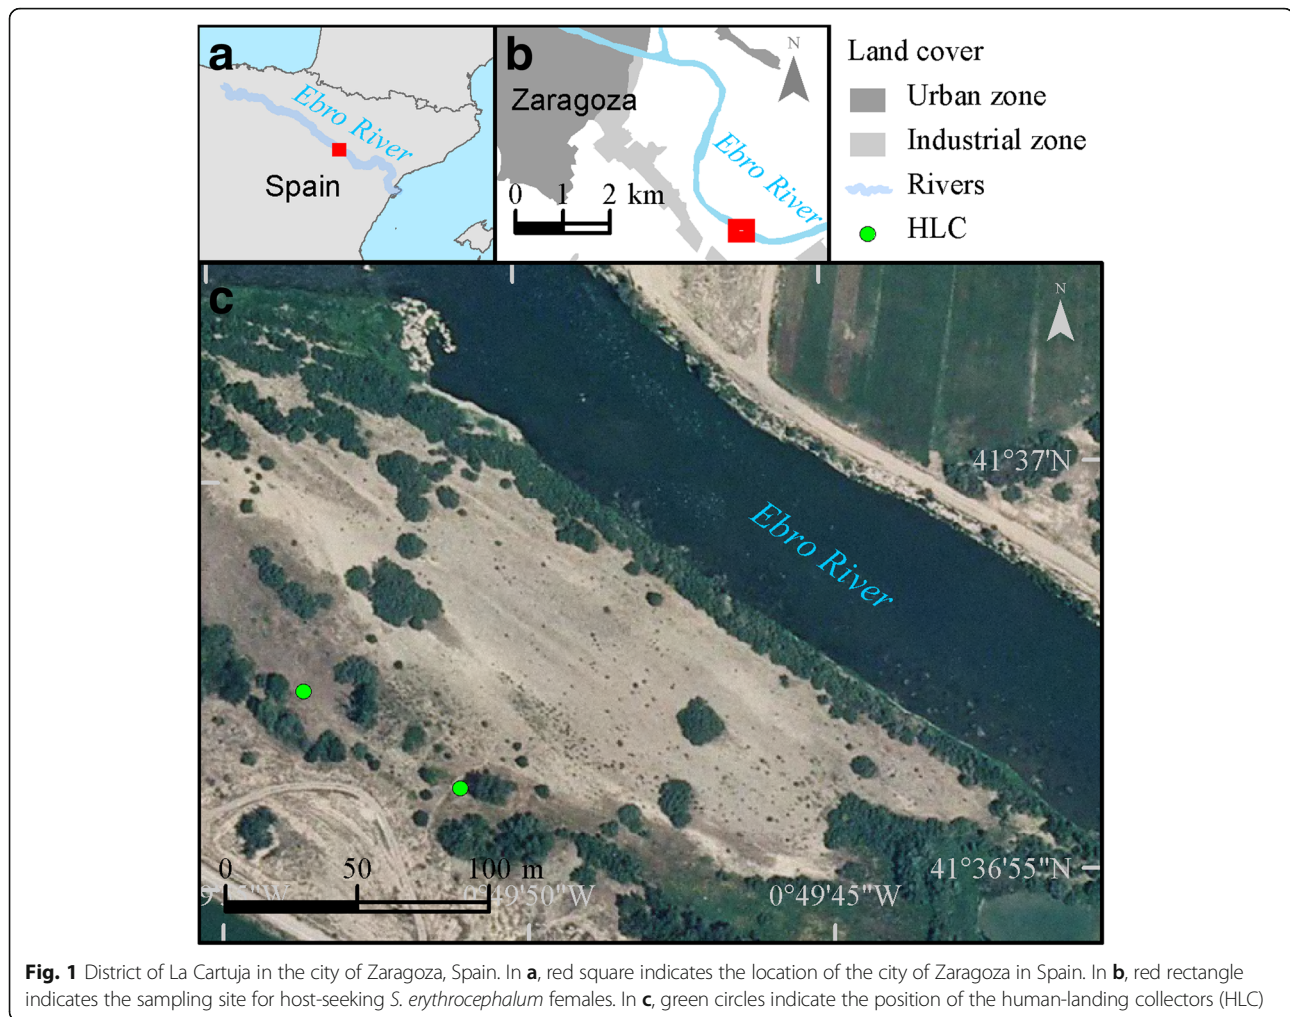 a
Ebro River
Spain
b
N
Zaragoza
Ebro River
0 1 2 km
Land cover
Urban zone
Industrial zone
Rivers
HLC
c
N
41°37'N
Ebro River
0 50 100 m
41°36'55"N
0°49'50"W 0°49'45"W
Fig. 1 District of La Cartuja in the city of Zaragoza, Spain. In a, red square indicates the location of the city of Zaragoza in Spain. In b, red rectangle
indicates the sampling site for host-seeking S. erythrocephalum females. In c, green circles indicate the position of the human-landing collectors (HLC)